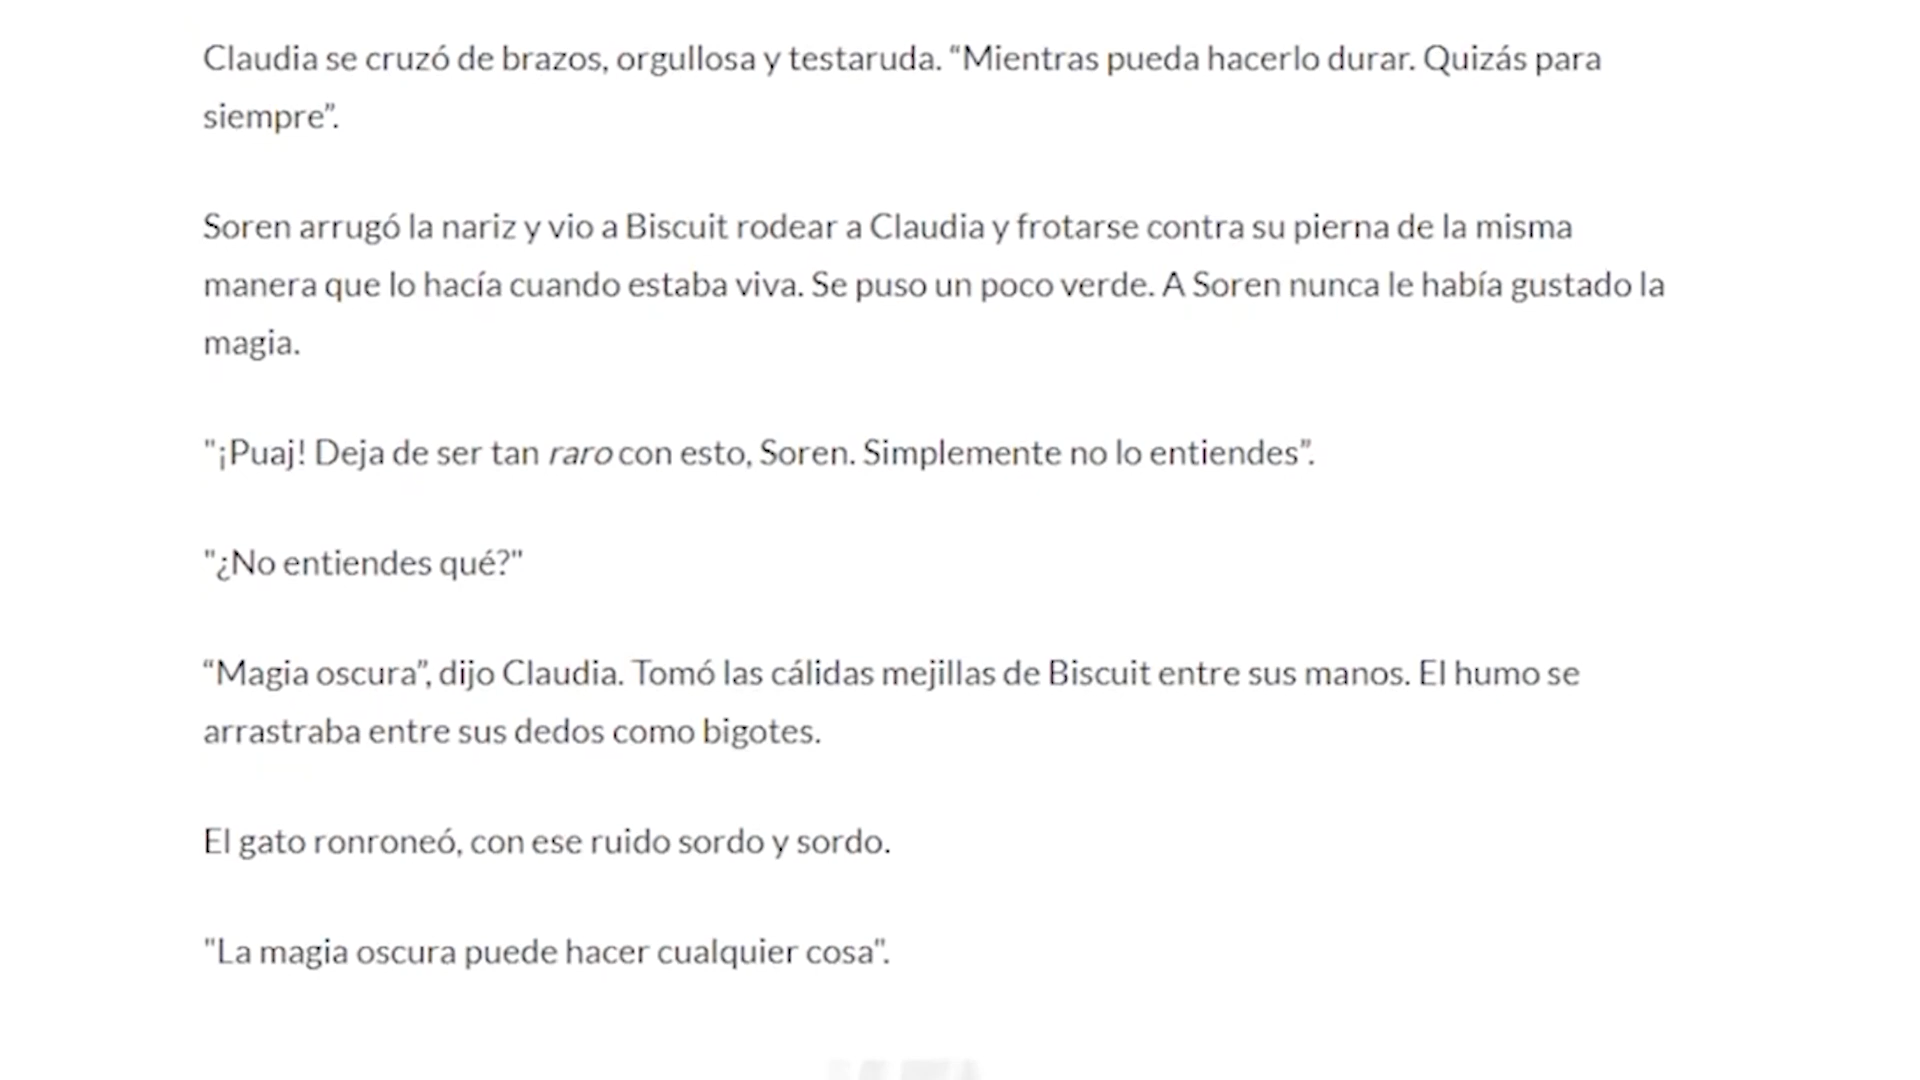 Claudia se cruzó de brazos, orgullosa y testaruda. “Mientras pueda hacerlo durar. Quizás para
siempre”.
Soren arrugó la nariz y vio a Biscuit rodear a Claudia y frotarse contra su pierna de la misma
manera que lo hacía cuando estaba viva. Se puso un poco verde. A Soren nunca le había gustado la
magia.
"¡Puaj! Deja de ser tan raro con esto, Soren. Simplemente no lo entiendes”.
"¿No entiendes qué?"
“Magia oscura”, dijo Claudia. Tomó las cálidas mejillas de Biscuit entre sus manos. El humo se
arrastraba entre sus dedos como bigotes.
El gato ronroneó, con ese ruido sordo y sordo.
"La magia oscura puede hacer cualquier cosa".